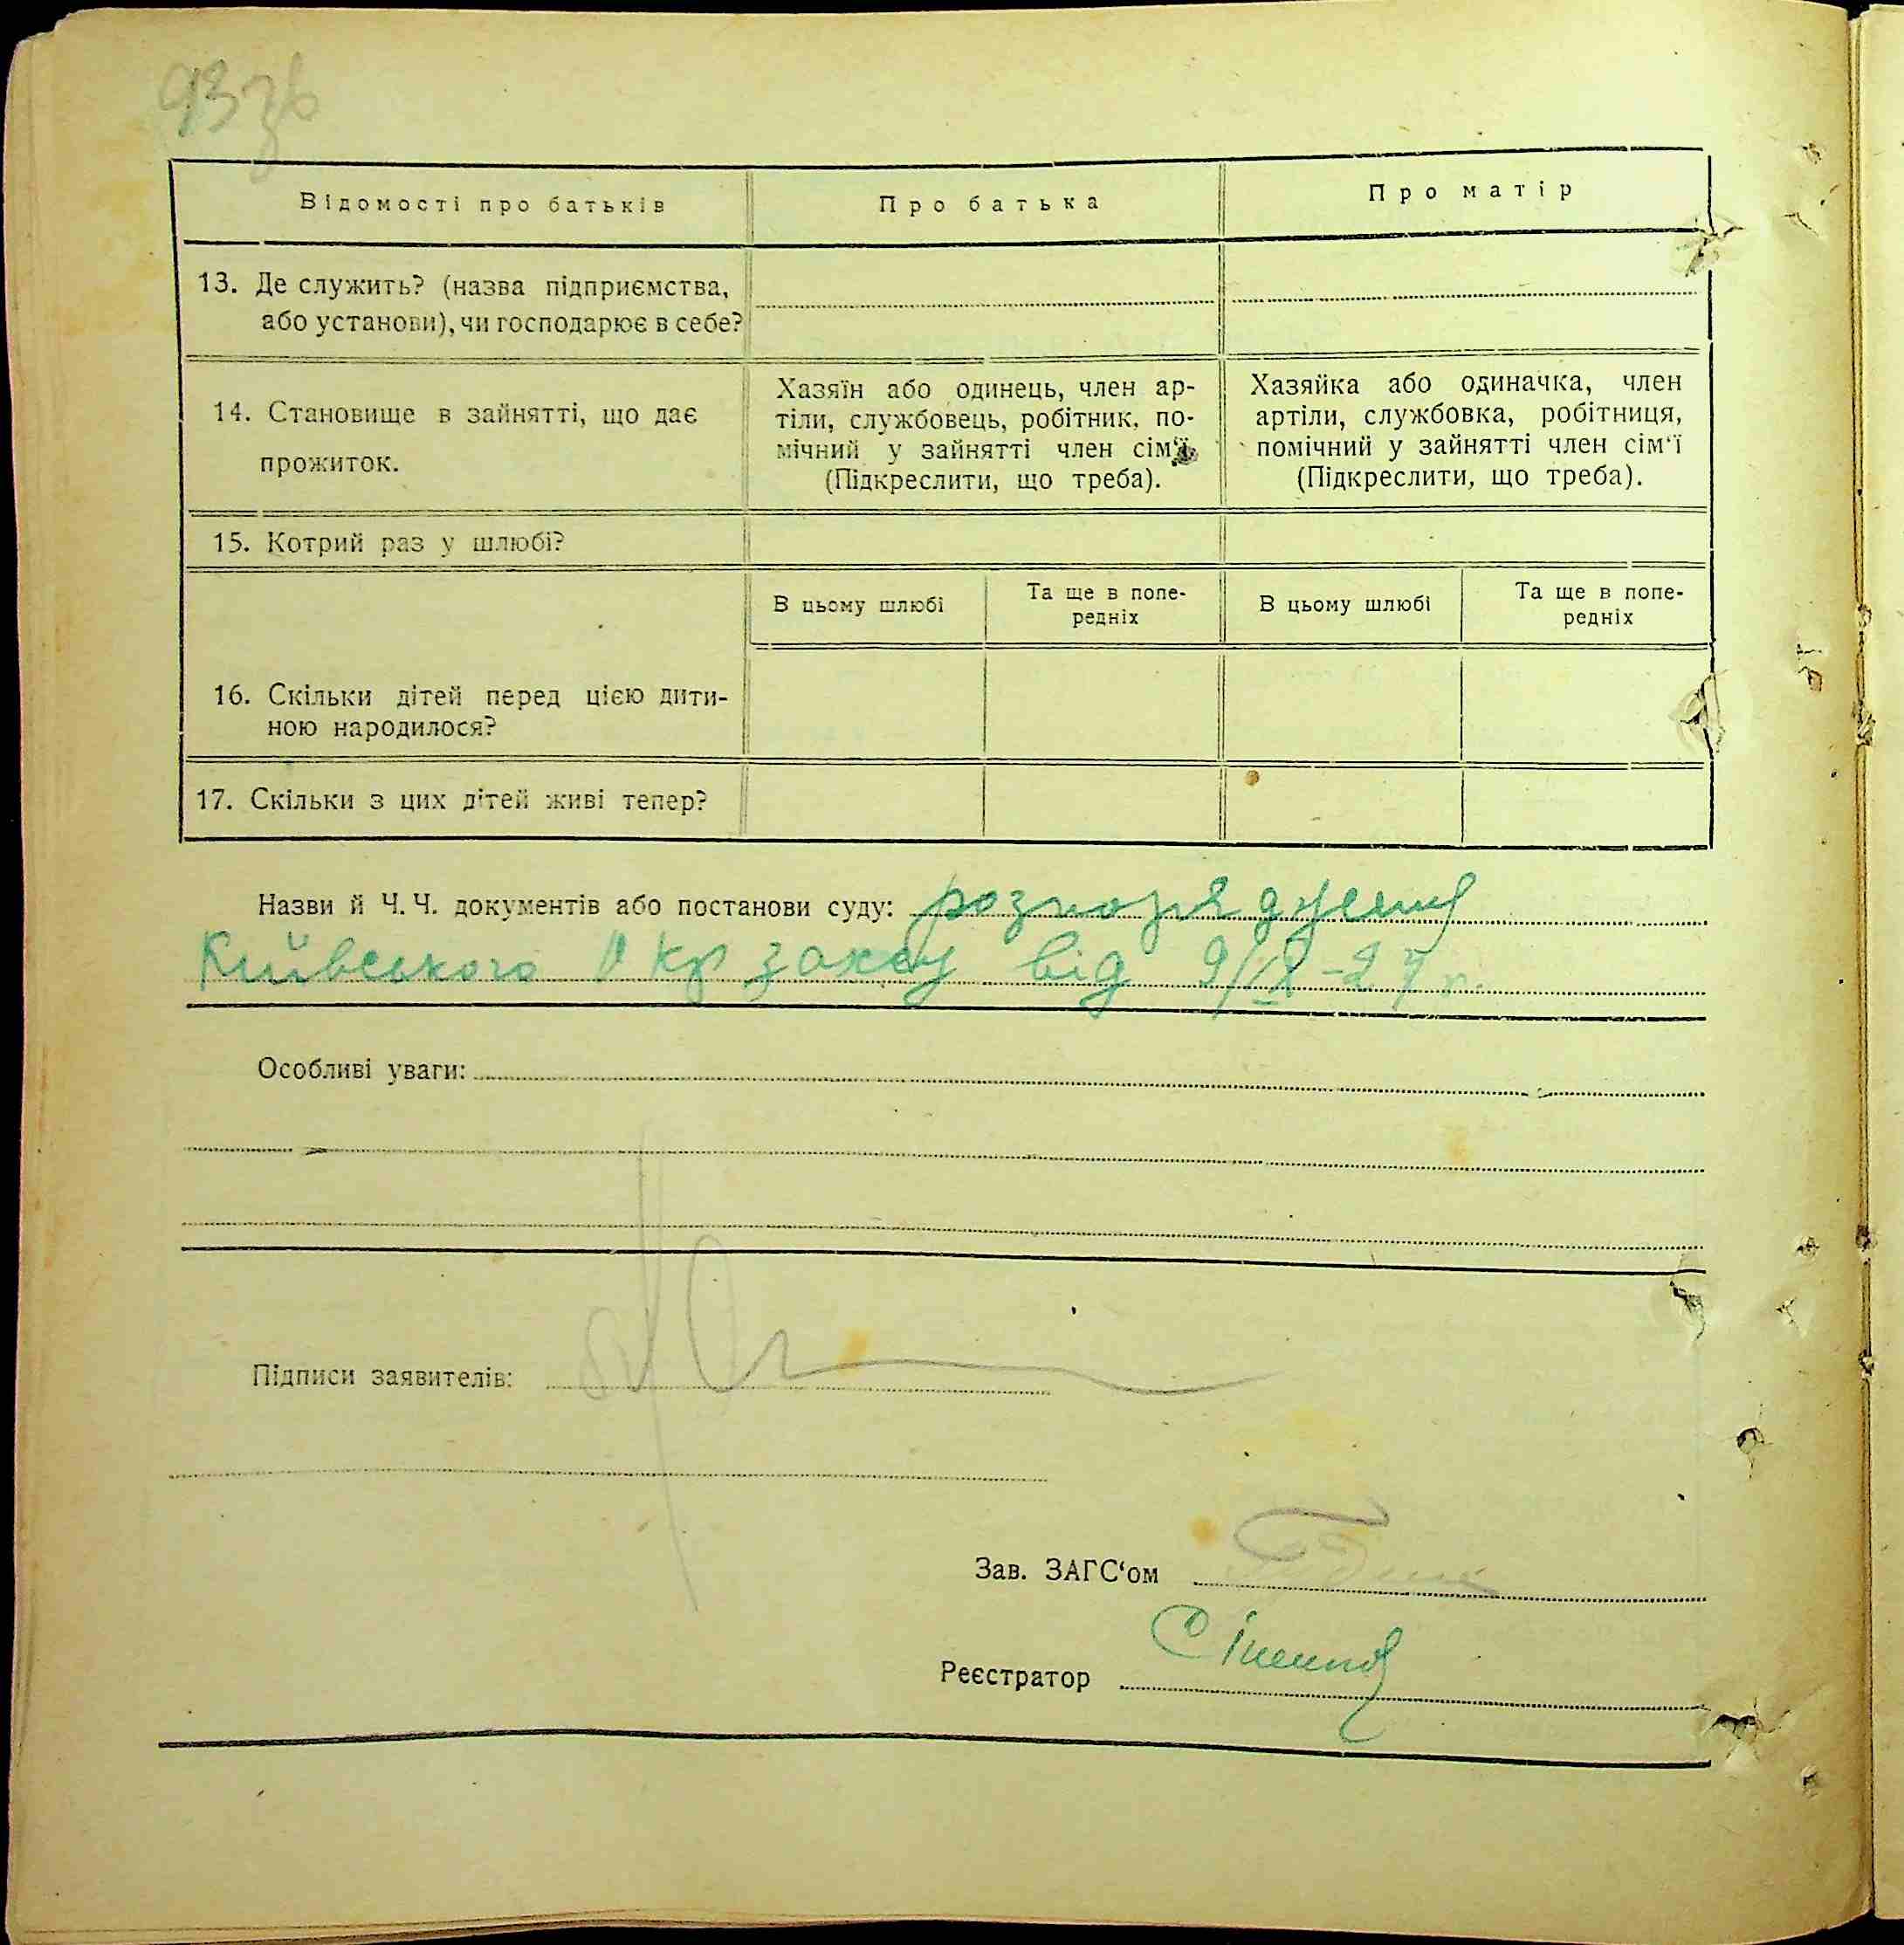 93зв
Відомості про батьків
Про батька
Про матір
13. Де служить? (назва підприємства,
або установи), чи господарює в себе?
14. Становище в зайнятті, що дає
прожиток.
Хазяїн або одинець, член ар-
тіли, службовець, робітник, по-
мічний у зайнятті член сім'ї
(Підкреслити, що треба).
Хазяйка або одиначка, член
артіли, службовка, робітниця,
помічний у зайнятті член сім'ї
(Підкреслити, що треба).
15. Котрий раз у шлюбі?
В цьому шлюбі
Та ще в попе-
редніх
В цьому шлюбі
Та ще в попе-
редніх
16. Скільки дітей перед цією дити-
ною народилося?
17. Скільки з цих дітей живі тепер?
Назви й Ч. Ч. документів або постанови суду: розпорядження
Київського Окрзагсу від 9/IX-27 р.
Особливі уваги:
Підписи заявителів:
Зав. ЗАГС'ом
Реєстратор